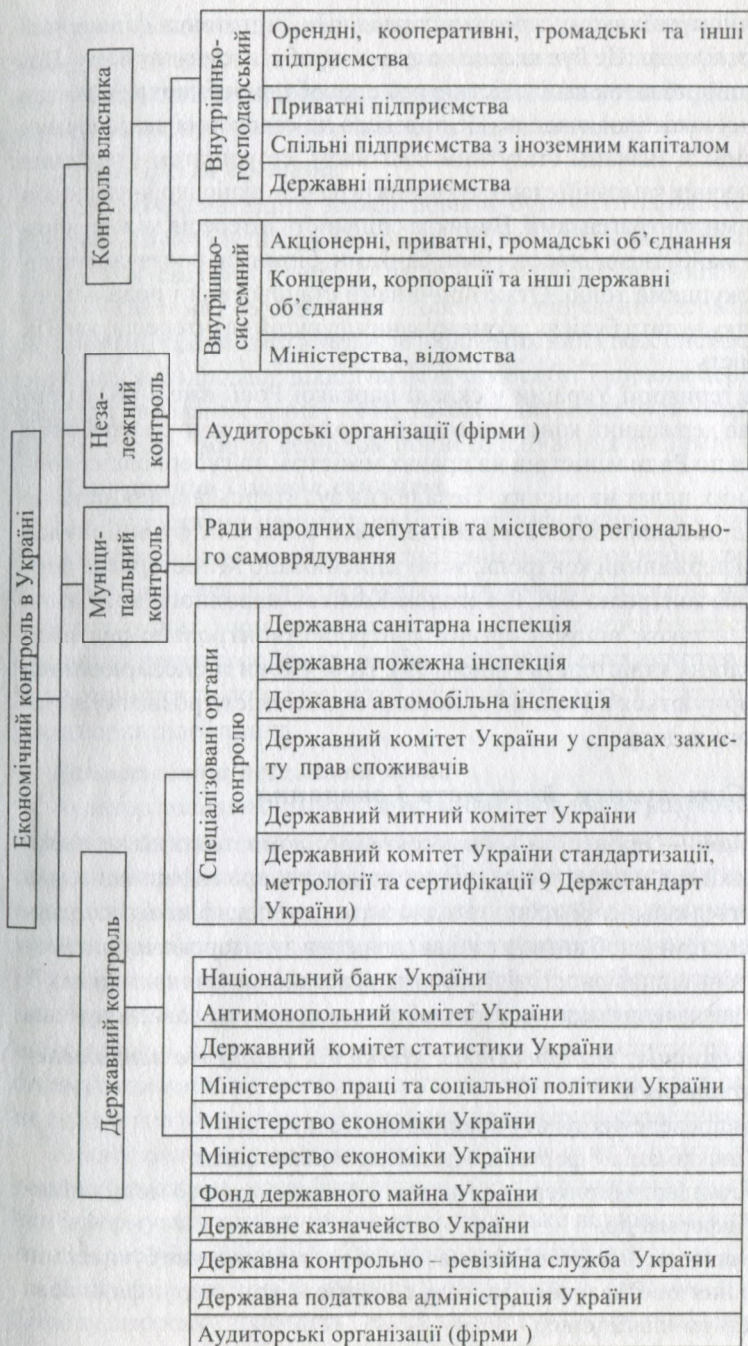 Економічний контроль в Україні
Контроль власника
Внутрішньо-
господарський
Орендні, кооперативні, громадські та інші
підприємства
Приватні підприємства
Спільні підприємства з іноземним капіталом
Державні підприємства
Внутрішньо-
системний
Акціонерні, приватні, громадські об’єднання
Концерни, корпорації та інші державні
об’єднання
Міністерства, відомства
Неза-
лежний
контроль
Аудиторські організації (фірми )
Муніци-
пальний
контроль
Ради народних депутатів та місцевого регіонально-
го самоврядування
Державний контроль
Спеціалізовані органи
контролю
Державна санітарна інспекція
Державна пожежна інспекція
Державна автомобільна інспекція
Державний комітет України у справах захис-
ту прав споживачів
Державний митний комітет України
Державний комітет України стандартизації,
метрології та сертифікації 9 Держстандарт
України)
Національний банк України
Антимонопольний комітет України
Державний комітет статистики України
Міністерство праці та соціальної політики України
Міністерство економіки України
Міністерство економіки України
Фонд державного майна України
Державне казначейство України
Державна контрольно – ревізійна служба України
Державна податкова адміністрація України
Аудиторські організації (фірми )